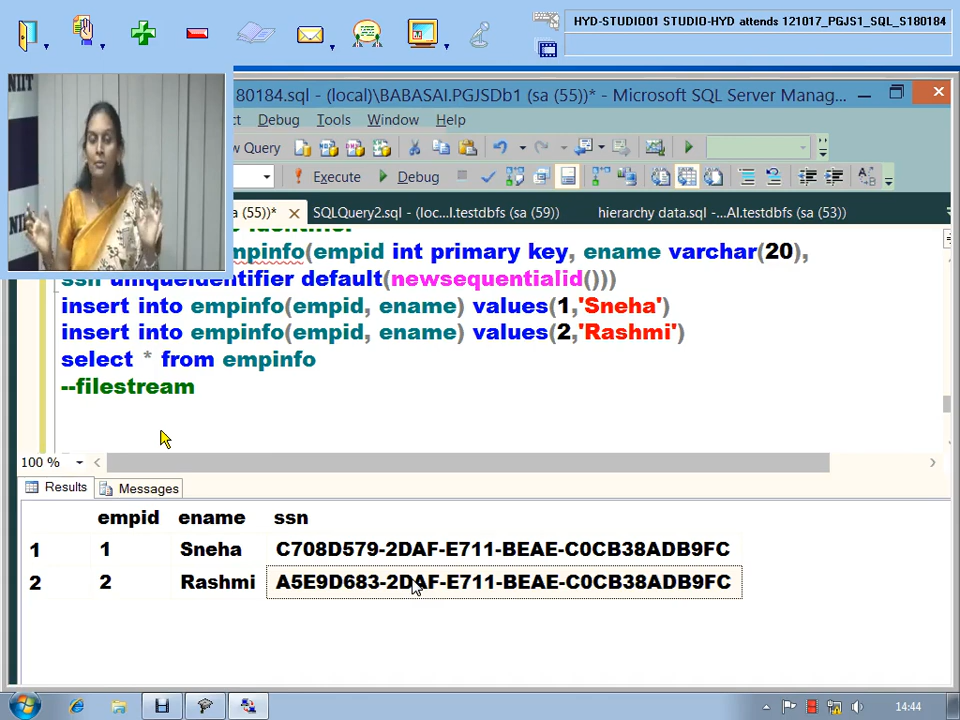 HYD-STUDIO01 STUDIO-HYD attends 121017_PGJS1_SQL_S180184
NIIT
180184.sql - (local)\BABASAI.PGJSDb1 (sa (55))* - Microsoft SQL Server Manag...
Debug Tools Window Help
Query
Execute Debug
(55))* SQLQuery2.sql - (loc...I.testdbfs (sa (59)) hierarchy data.sql -...AI.testdbfs (sa (53))
empinfo(empid int primary key, ename varchar(20),
ssn uniqueidentifier default(newsequentialid()))
insert into empinfo(empid, ename) values(1,'Sneha')
insert into empinfo(empid, ename) values(2,'Rashmi')
select * from empinfo
--filestream
100 %
Results Messages
empid ename ssn
1 1 Sneha C708D579-2DAF-E711-BEAE-C0CB38ADB9FC
2 2 Rashmi A5E9D683-2DAF-E711-BEAE-C0CB38ADB9FC
14:44